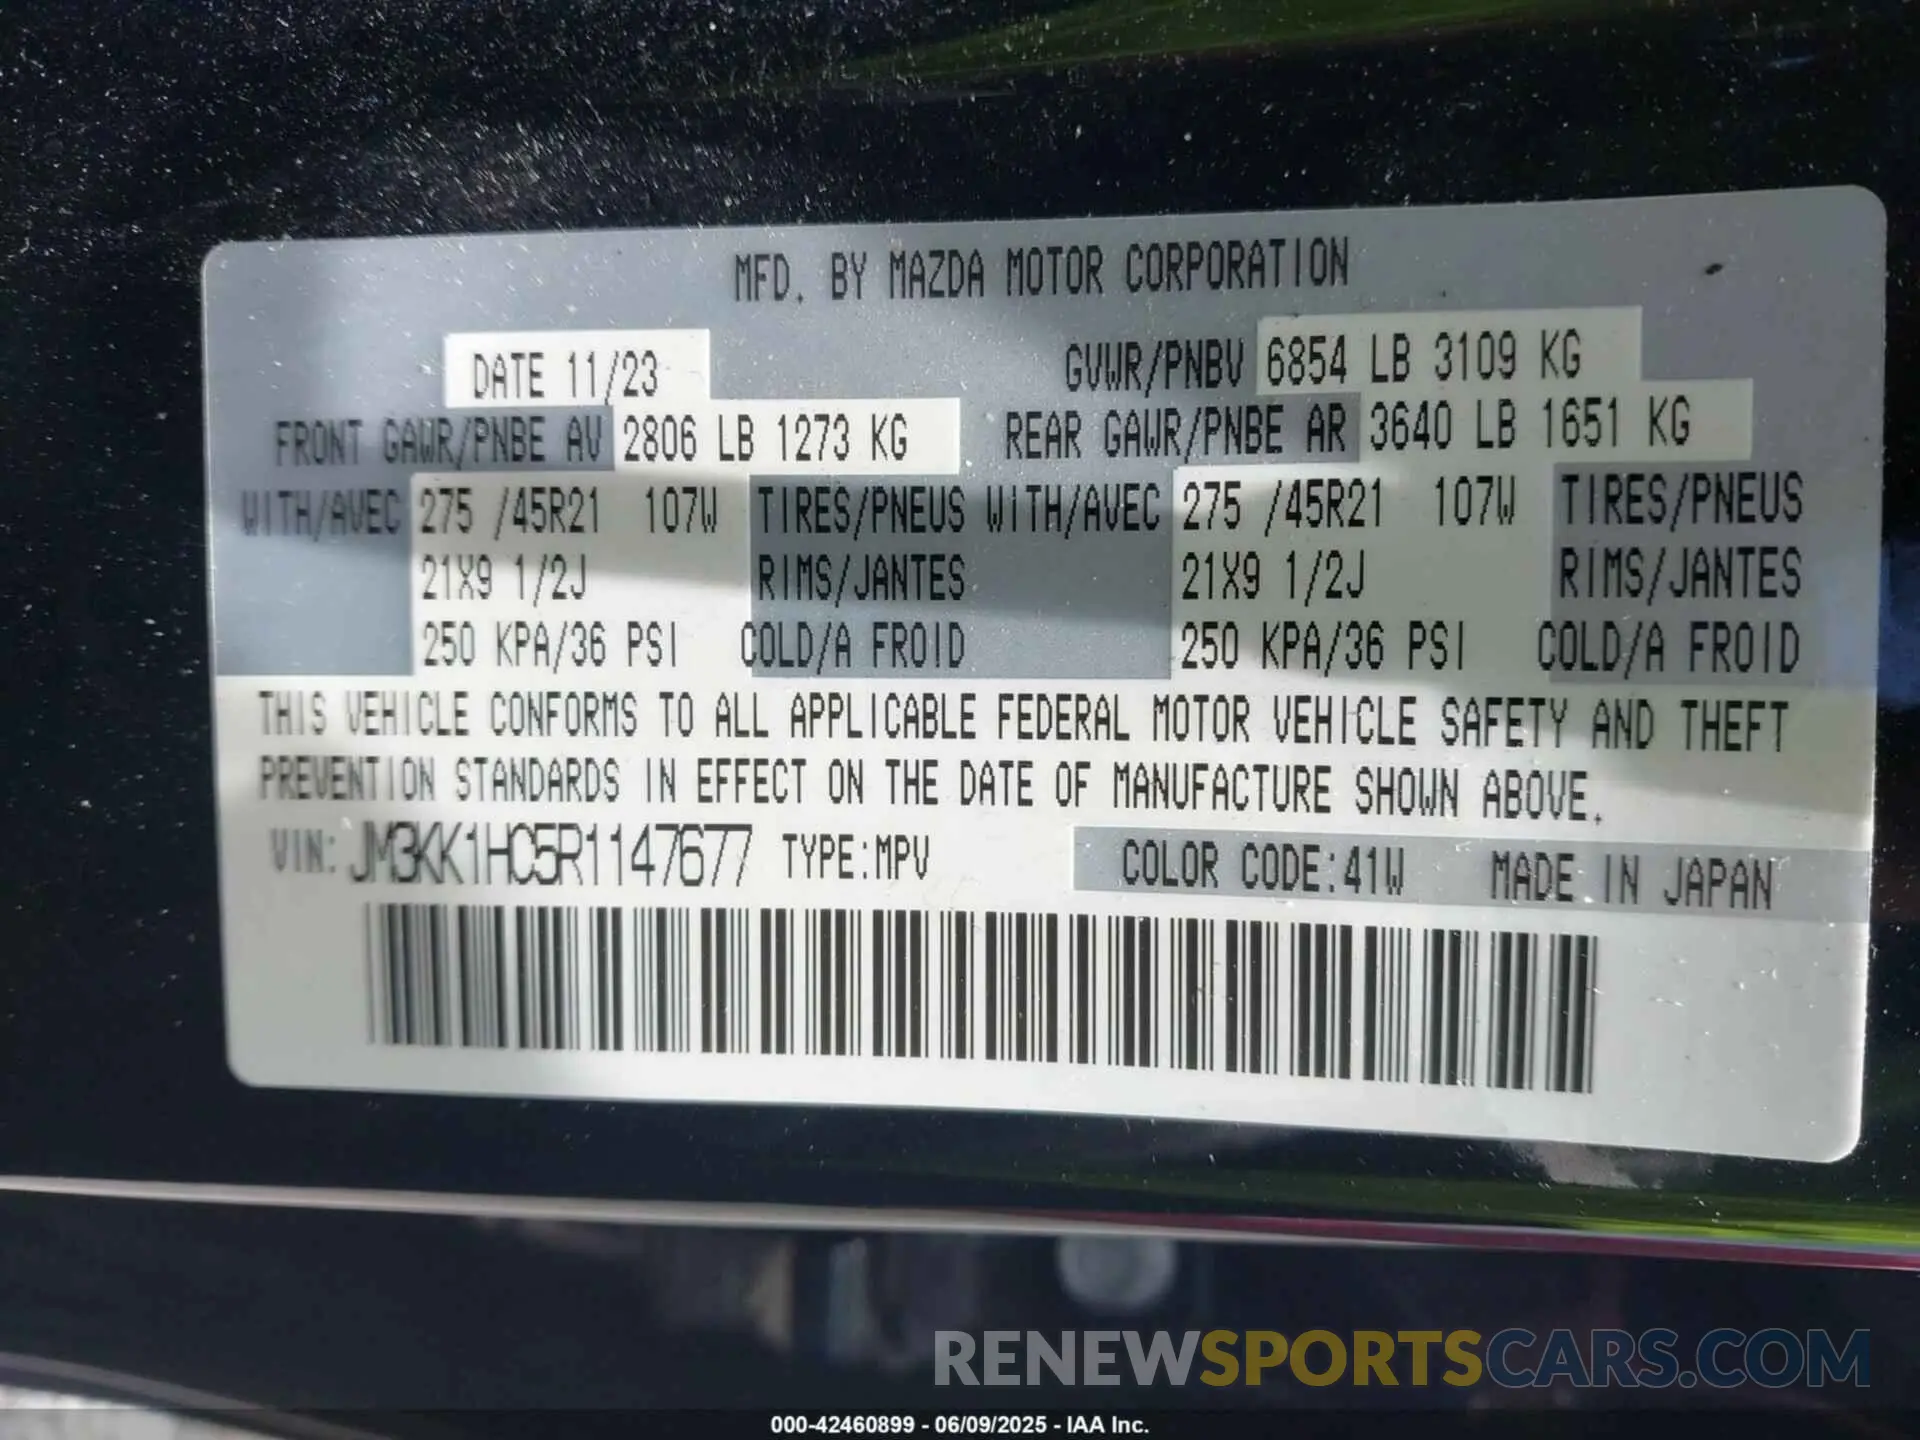 MFD. BY MAZDA MOTOR CORPORATION
DATE 11/23 GVWR/PNBV 6854 LB 3109 KG
FRONT GAWR/PNBE AV 2806 LB 1273 KG REAR GAWR/PNBE AR 3640 LB 1651 KG
WITH/AVEC 275 /45R21 107W TIRES/PNEUS WITH/AVEC 275 /45R21 107W TIRES/PNEUS
21X9 1/2J RIMS/JANTES 21X9 1/2J RIMS/JANTES
250 KPA/36 PSI COLD/A FROID 250 KPA/36 PSI COLD/A FROID
THIS VEHICLE CONFORMS TO ALL APPLICABLE FEDERAL MOTOR VEHICLE SAFETY AND THEFT
PREVENTION STANDARDS IN EFFECT ON THE DATE OF MANUFACTURE SHOWN ABOVE.
VIN: JM3KK1HC5R1147677 TYPE:MPV COLOR CODE:41W MADE IN JAPAN
RENEWSPORTSCARS.COM
000-42460899 - 06/09/2025 - IAA Inc.